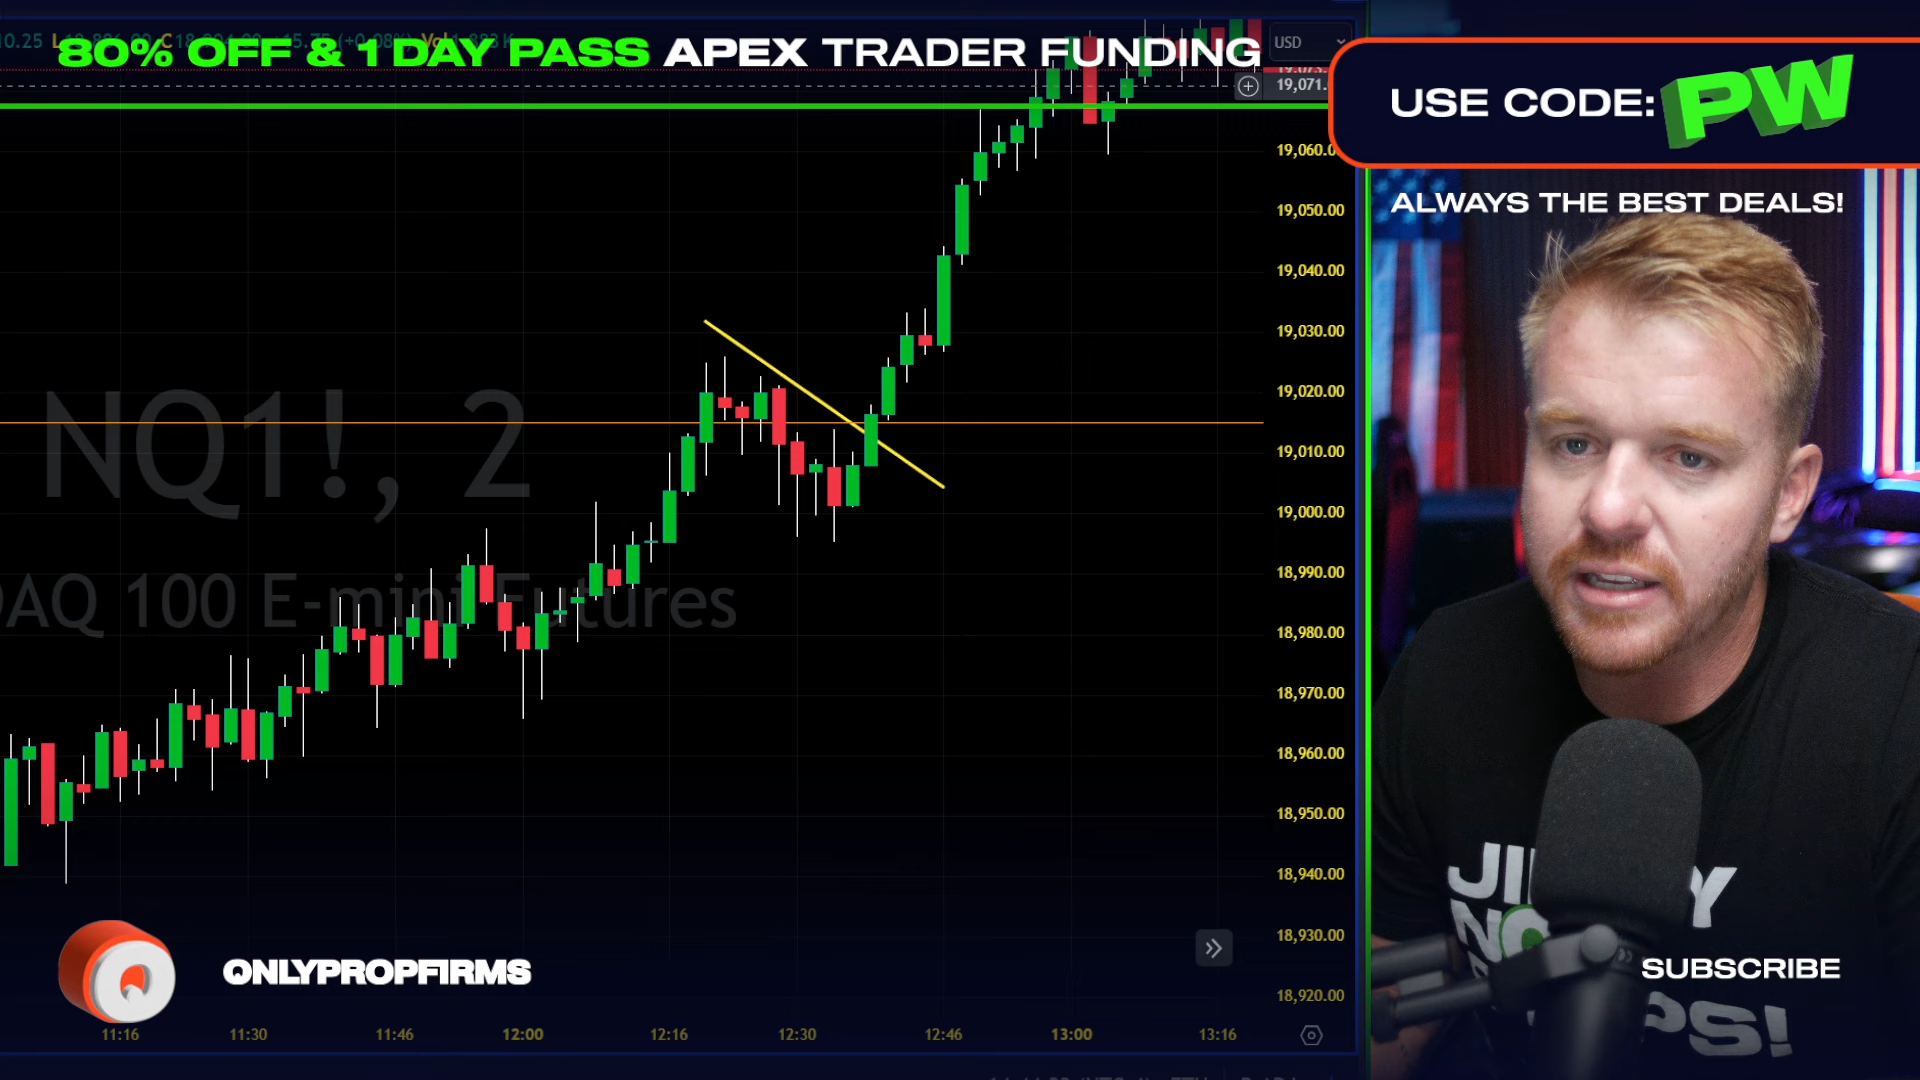 80% OFF & 1 DAY PASS APEX TRADER FUNDING
USD
19,071.
USE CODE: PW
ALWAYS THE BEST DEALS!
19,060.0
19,050.00
19,040.00
19,030.00
19,020.00
19,010.00
19,000.00
18,990.00
18,980.00
18,970.00
18,960.00
18,950.00
18,940.00
18,930.00
18,920.00
NQ1!, 2
DAQ 100 E-mini Futures
ONLYPROPFIRMS
SUBSCRIBE
11:16 11:30 11:46 12:00 12:16 12:30 12:46 13:00 13:16